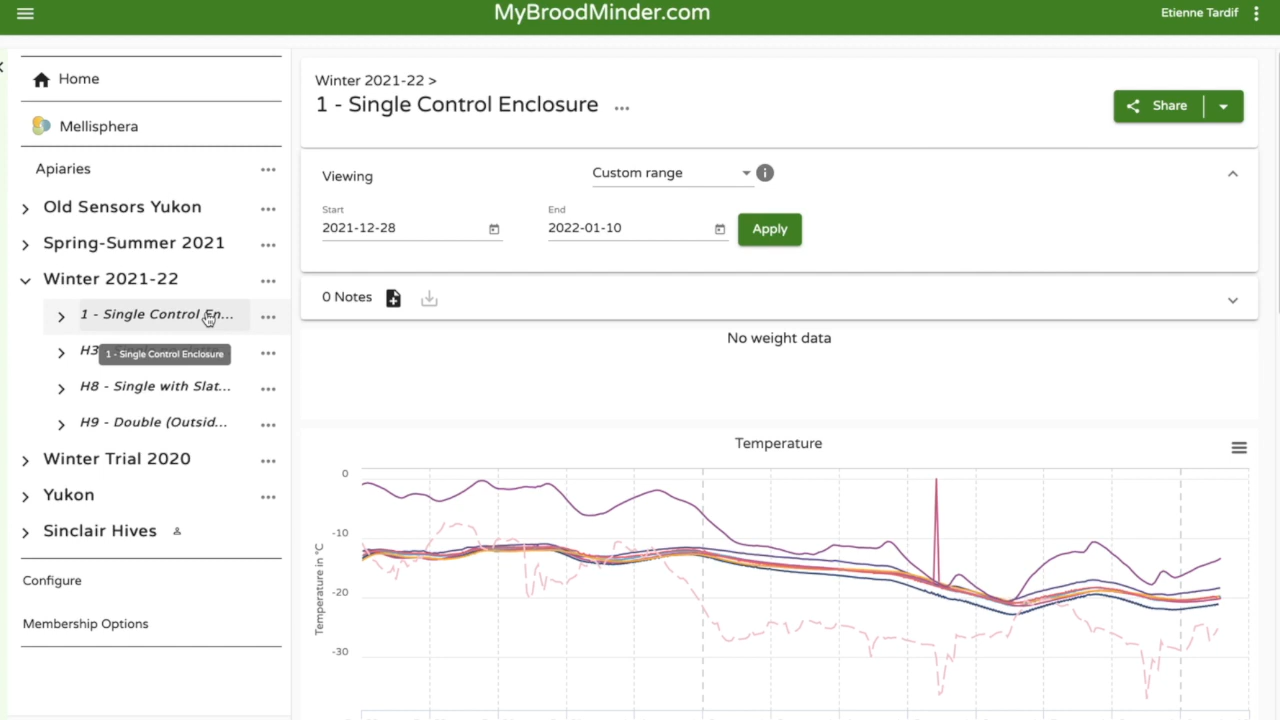 MyBroodMinder.com
Etienne Tardif
Home
Mellisphera
Apiaries
Old Sensors Yukon
Spring-Summer 2021
Winter 2021-22
1 - Single Control En...
1 - Single Control Enclosure
H8 - Single with Slat...
H9 - Double (Outsid...
Winter Trial 2020
Yukon
Sinclair Hives
Configure
Membership Options
Winter 2021-22 >
1 - Single Control Enclosure
Share
Viewing
Custom range
Start
2021-12-28
End
2022-01-10
Apply
0 Notes
No weight data
Temperature
Temperature in °C
0
-10
-20
-30